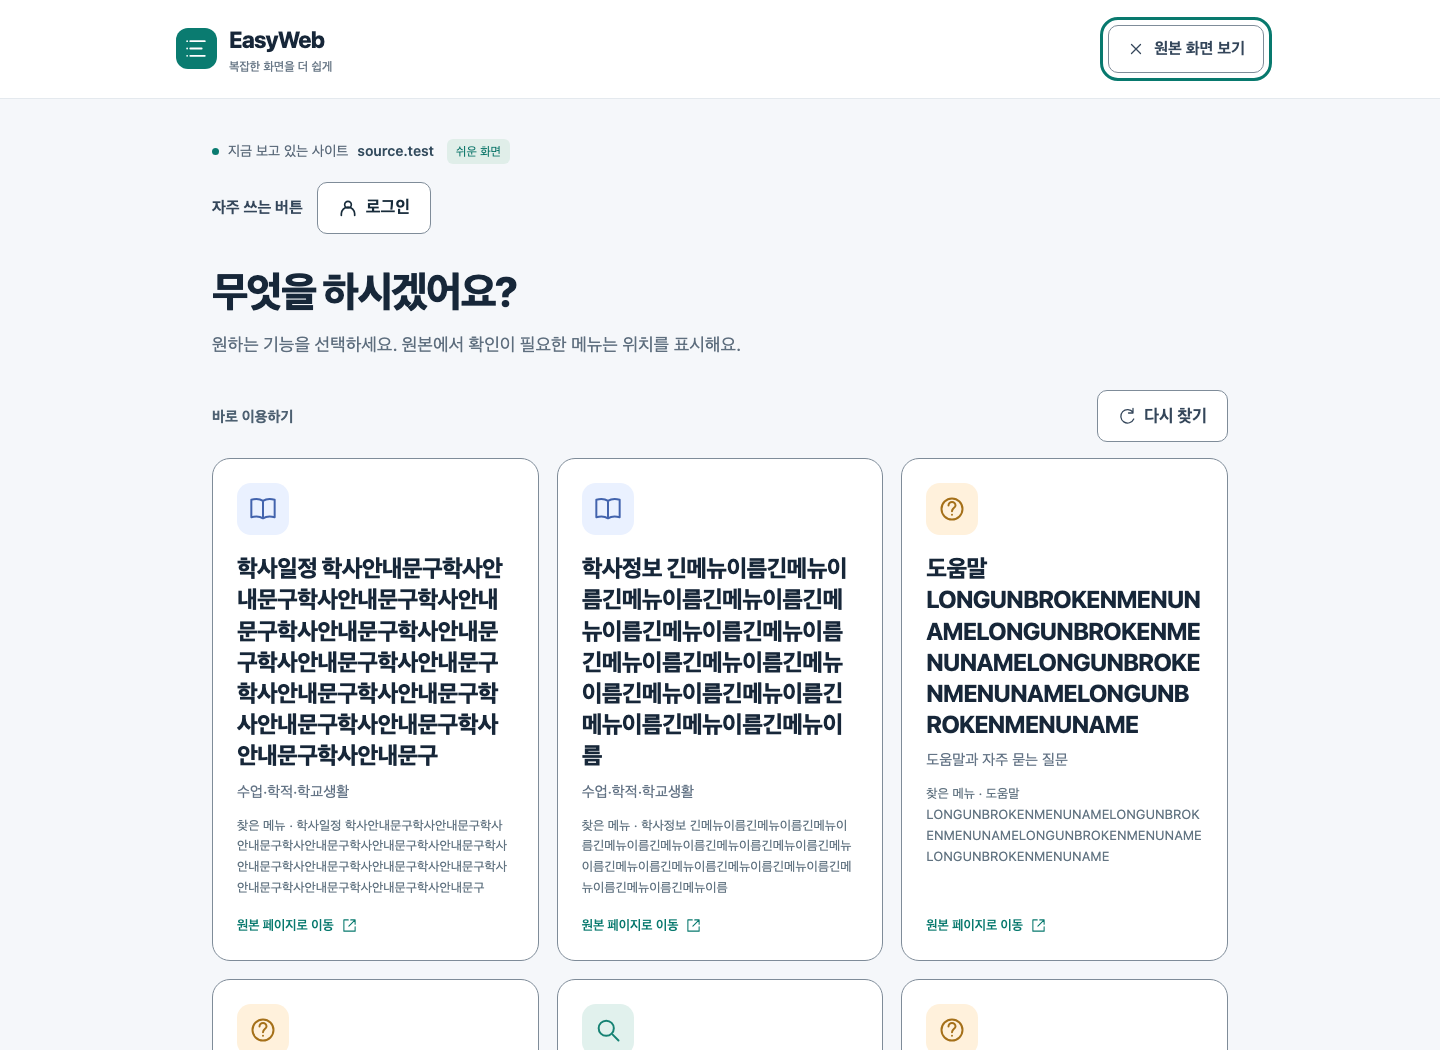 EasyWeb
복잡한 화면을 더 쉽게
원본 화면 보기
지금 보고 있는 사이트 source.test 쉬운 화면
자주 쓰는 버튼 로그인
무엇을 하시겠어요?
원하는 기능을 선택하세요. 원본에서 확인이 필요한 메뉴는 위치를 표시해요.
바로 이용하기
다시 찾기
학사일정 학사안내문구학사안
내문구학사안내문구학사안내
문구학사안내문구학사안내문
구학사안내문구학사안내문구
학사안내문구학사안내문구학
사안내문구학사안내문구학사
안내문구학사안내문구
수업·학적·학교생활
찾은 메뉴 · 학사일정 학사안내문구학사안내문구학사
안내문구학사안내문구학사안내문구학사안내문구학사
안내문구학사안내문구학사안내문구학사안내문구학사
안내문구학사안내문구학사안내문구학사안내문구
원본 페이지로 이동
학사정보 긴메뉴이름긴메뉴이
름긴메뉴이름긴메뉴이름긴메
뉴이름긴메뉴이름긴메뉴이름
긴메뉴이름긴메뉴이름긴메뉴
이름긴메뉴이름긴메뉴이름긴
메뉴이름긴메뉴이름긴메뉴이
름
수업·학적·학교생활
찾은 메뉴 · 학사정보 긴메뉴이름긴메뉴이름긴메뉴이
름긴메뉴이름긴메뉴이름긴메뉴이름긴메뉴이름긴메뉴
이름긴메뉴이름긴메뉴이름긴메뉴이름긴메뉴이름긴메
뉴이름긴메뉴이름긴메뉴이름
원본 페이지로 이동
도움말
LONGUNBROKENMENUN
AMELONGUNBROKENME
NUNAMELONGUNBROKE
NMENUNAMELONGUNB
ROKENMENUNAME
도움말과 자주 묻는 질문
찾은 메뉴 · 도움말
LONGUNBROKENMENUNAMELONGUNBROK
ENMENUNAMELONGUNBROKENMENUNAME
LONGUNBROKENMENUNAME
원본 페이지로 이동